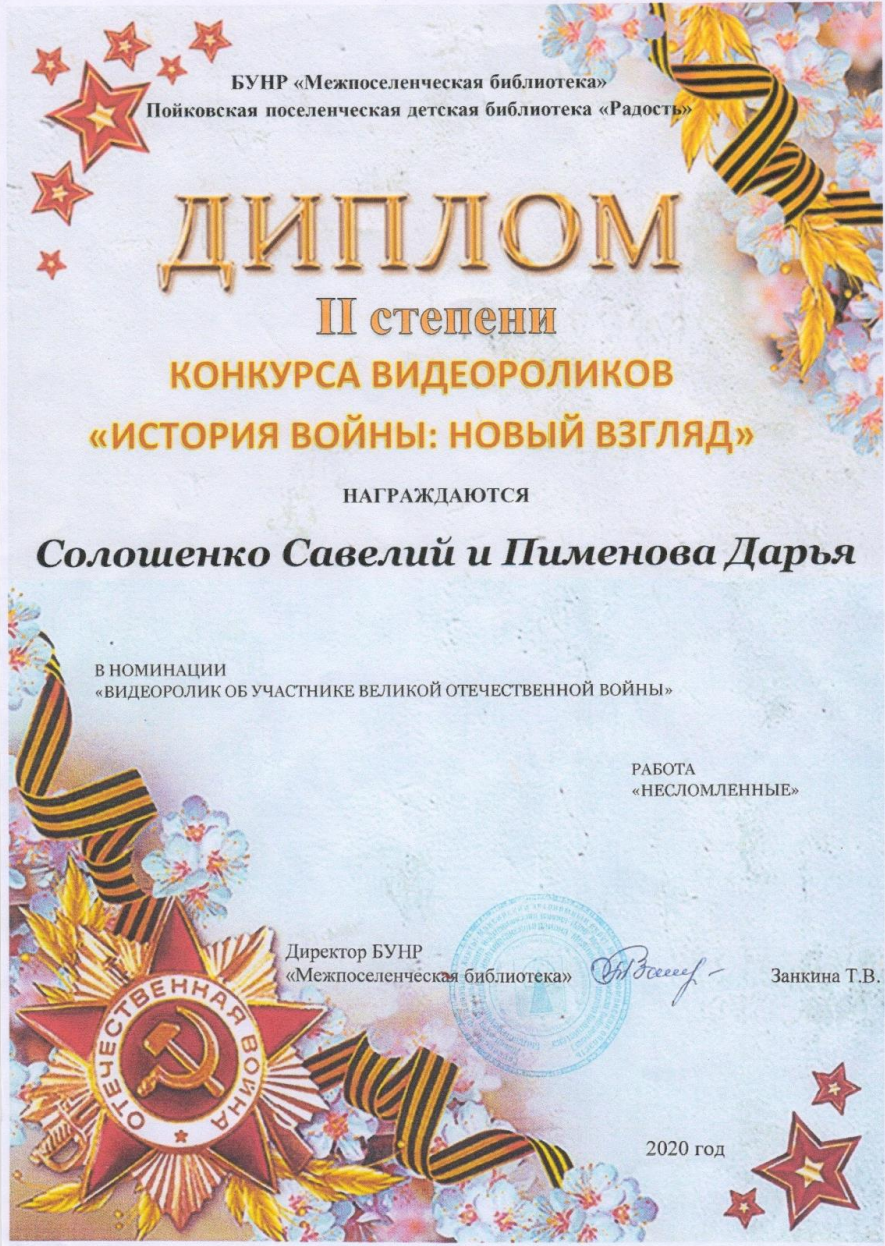 БУНР «Межпоселенческая библиотека»
Пойковская поселенческая детская библиотека «Радость»
ДИПЛОМ
II степени
КОНКУРСА ВИДЕОРОЛИКОВ
«ИСТОРИЯ ВОЙНЫ: НОВЫЙ ВЗГЛЯД»
НАГРАЖДАЮТСЯ
Солошенко Савелий и Пименова Дарья
В НОМИНАЦИИ
«ВИДЕОРОЛИК ОБ УЧАСТНИКЕ ВЕЛИКОЙ ОТЕЧЕСТВЕННОЙ ВОЙНЫ»
РАБОТА
«НЕСЛОМЛЕННЫЕ»
Директор БУНР
«Межпоселенческая библиотека»
Занкина Т.В.
ОТЕЧЕСТВЕННАЯ ВОЙНА
2020 год